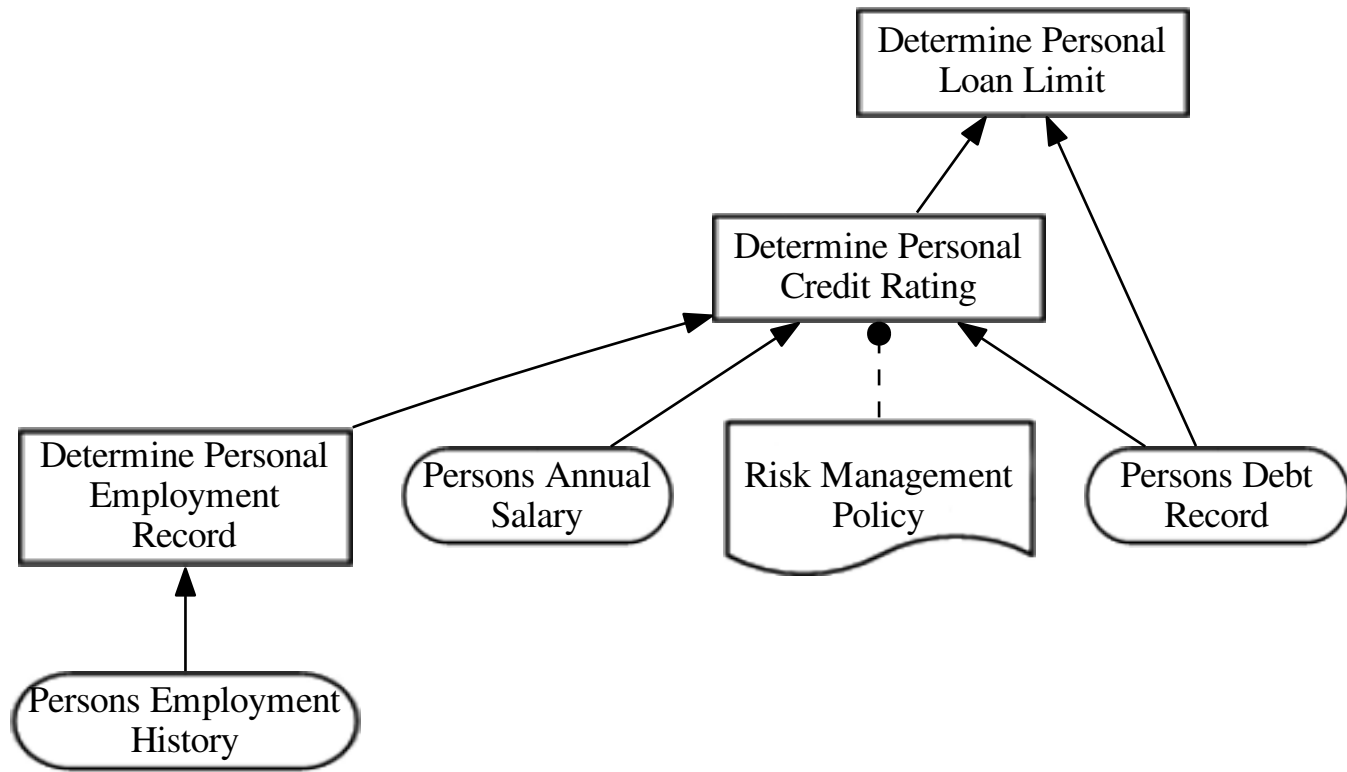 Determine Personal
Loan Limit
Determine Personal
Credit Rating
Determine Personal
Employment
Record
Persons Annual
Salary
Risk Management
Policy
Persons Debt
Record
Persons Employment
History